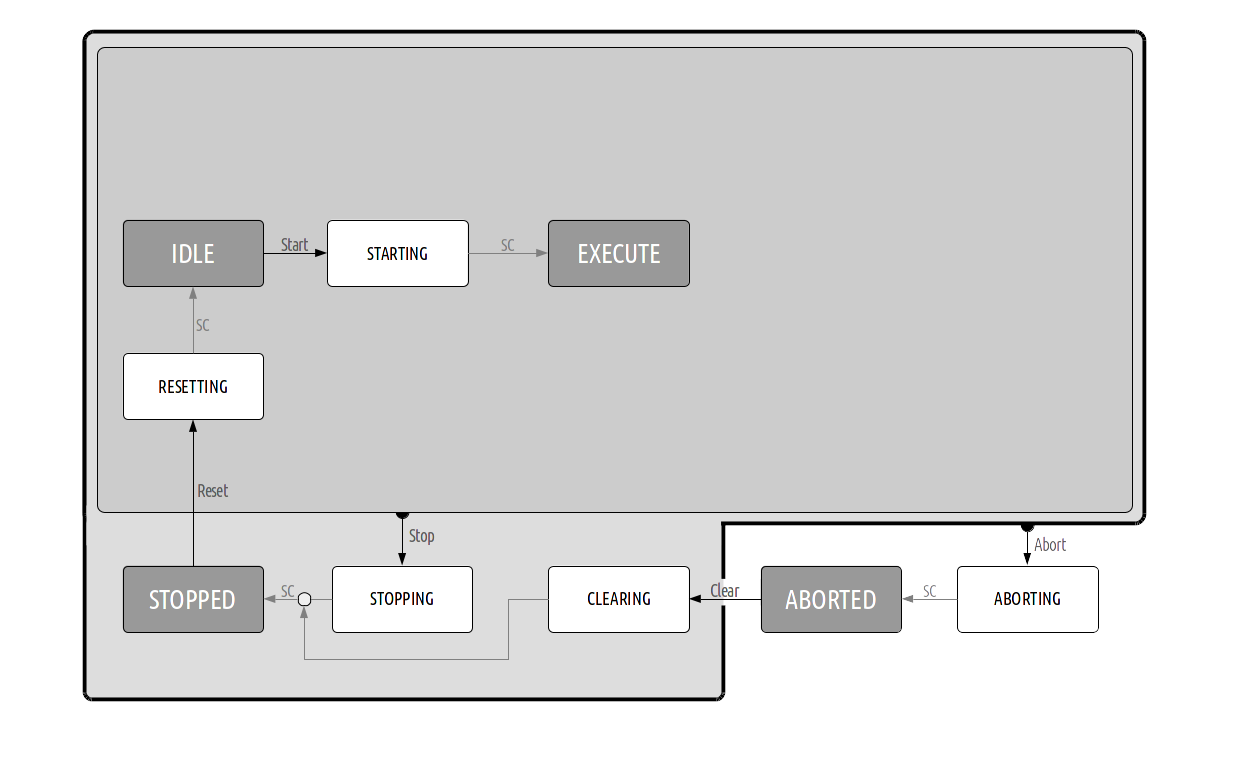 IDLE
Start
STARTING
SC
EXECUTE
SC
RESETTING
Reset
Stop
Abort
STOPPED
SC
STOPPING
CLEARING
Clear
ABORTED
SC
ABORTING